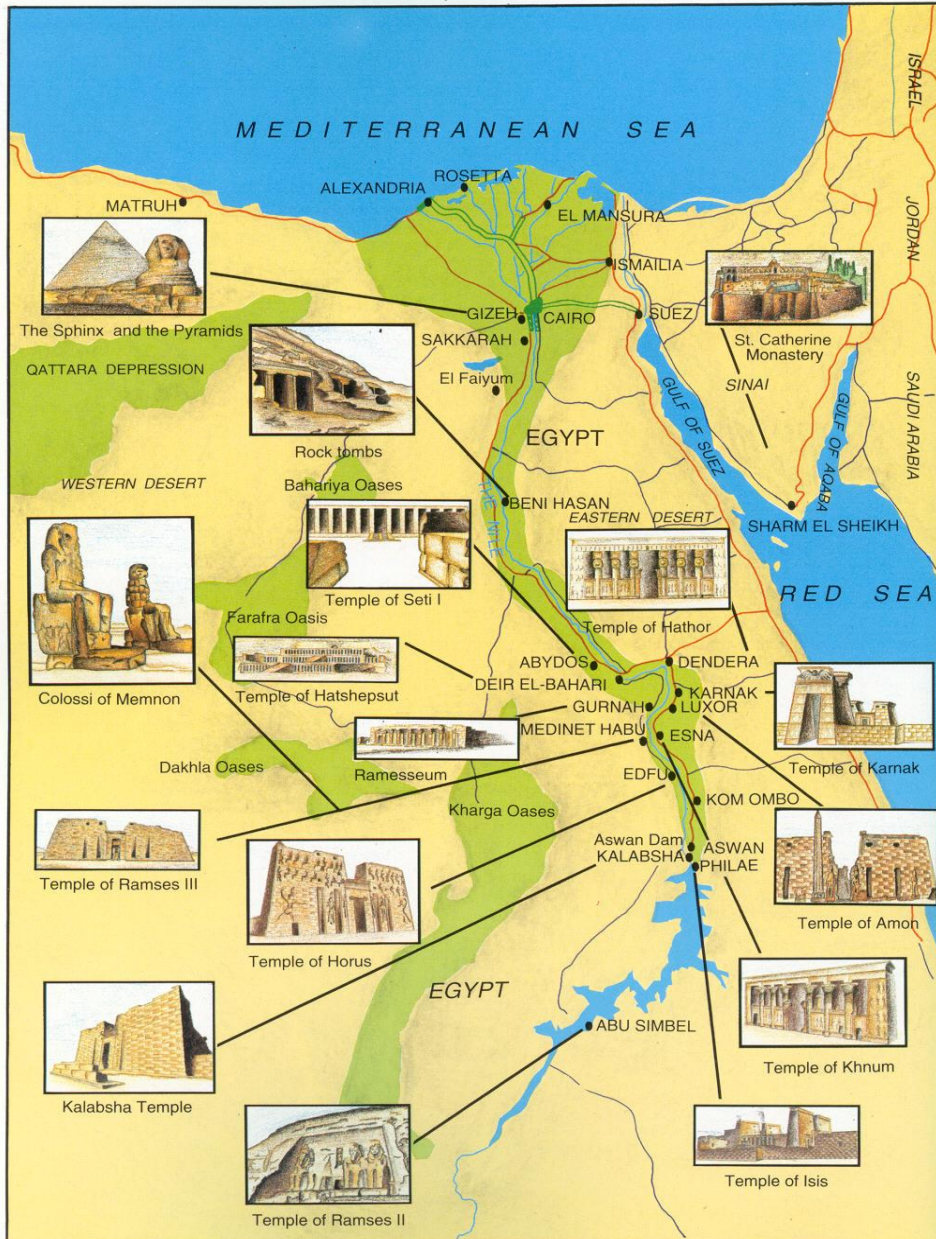 MEDITERRANEAN SEA
ISRAEL
ROSETTA
ALEXANDRIA
MATRUH
EL MANSURA
JORDAN
ISMAILIA
The Sphinx and the Pyramids
GIZEH
CAIRO
SUEZ
St. Catherine
Monastery
SAKKARAH
QATTARA DEPRESSION
El Faiyum
SINAI
GULF OF SUEZ
GULF OF AQABA
SAUDI ARABIA
Rock tombs
EGYPT
WESTERN DESERT
Bahariya Oases
THE NILE
BENI HASAN
EASTERN DESERT
SHARM EL SHEIKH
Temple of Seti I
RED SEA
Farafra Oasis
Temple of Hathor
ABYDOS
DENDERA
Colossi of Memnon
Temple of Hatshepsut
DEIR EL-BAHARI
KARNAK
GURNAH
LUXOR
MEDINET HABU
ESNA
Ramesseum
Temple of Karnak
Dakhla Oases
EDFU
Kharga Oases
KOM OMBO
Aswan Dam
ASWAN
KALABSHA
PHILAE
Temple of Ramses III
Temple of Amon
Temple of Horus
EGYPT
ABU SIMBEL
Temple of Khnum
Kalabsha Temple
Temple of Isis
Temple of Ramses II